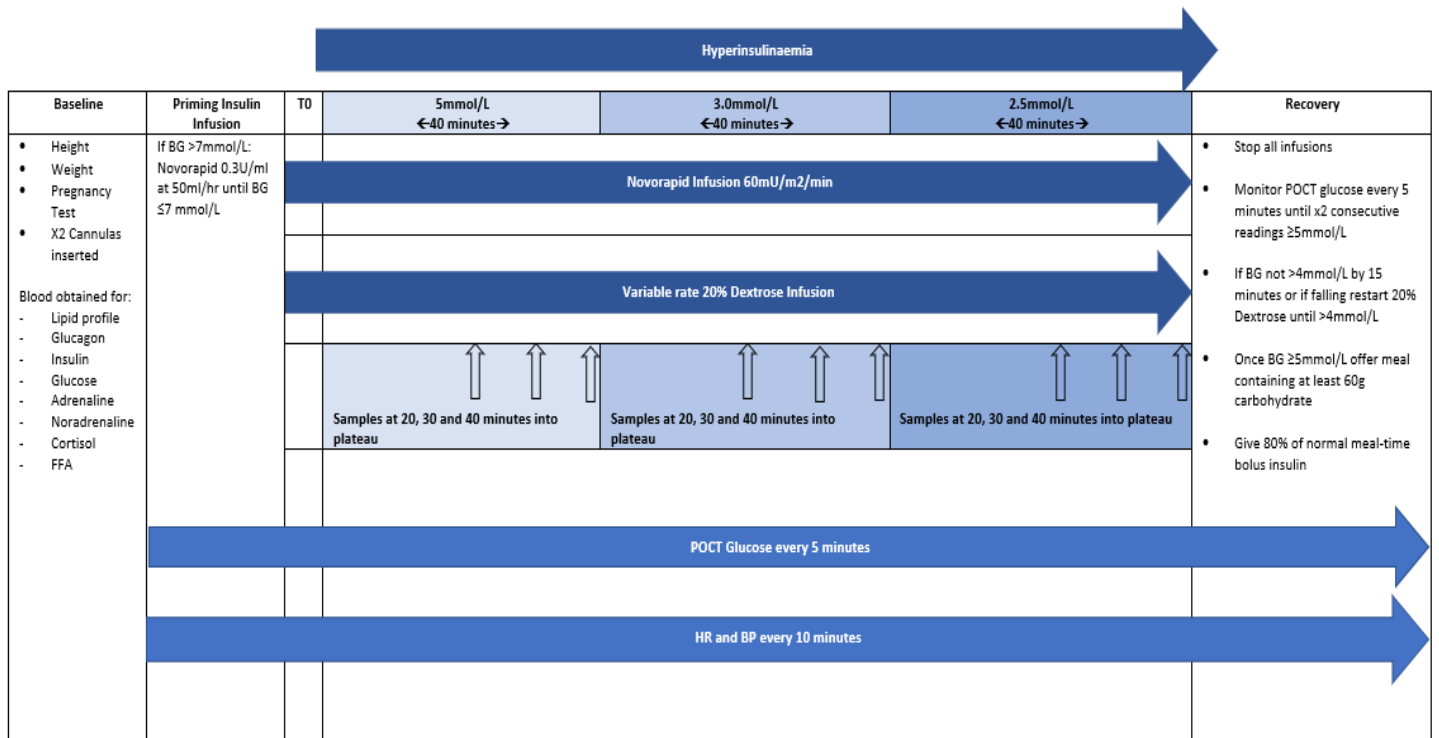 Hyperinsulinaemia
Baseline
Priming Insulin
Infusion
T0
5mmol/L
←40 minutes→
3.0mmol/L
←40 minutes→
2.5mmol/L
←40 minutes→
Recovery
• Height
• Weight
• Pregnancy
Test
• X2 Cannulas
inserted
Blood obtained for:
- Lipid profile
- Glucagon
- Insulin
- Glucose
- Adrenaline
- Noradrenaline
- Cortisol
- FFA
If BG >7mmol/L:
Novorapid 0.3U/ml
at 50ml/hr until BG
≤7 mmol/L
Novorapid Infusion 60mU/m2/min
Variable rate 20% Dextrose Infusion
Samples at 20, 30 and 40 minutes into
plateau
Samples at 20, 30 and 40 minutes into
plateau
Samples at 20, 30 and 40 minutes into plateau
• Stop all infusions
• Monitor POCT glucose every 5
minutes until x2 consecutive
readings ≥5mmol/L
• If BG not >4mmol/L by 15
minutes or if falling restart 20%
Dextrose until >4mmol/L
• Once BG ≥5mmol/L offer meal
containing at least 60g
carbohydrate
• Give 80% of normal meal-time
bolus insulin
POCT Glucose every 5 minutes
HR and BP every 10 minutes